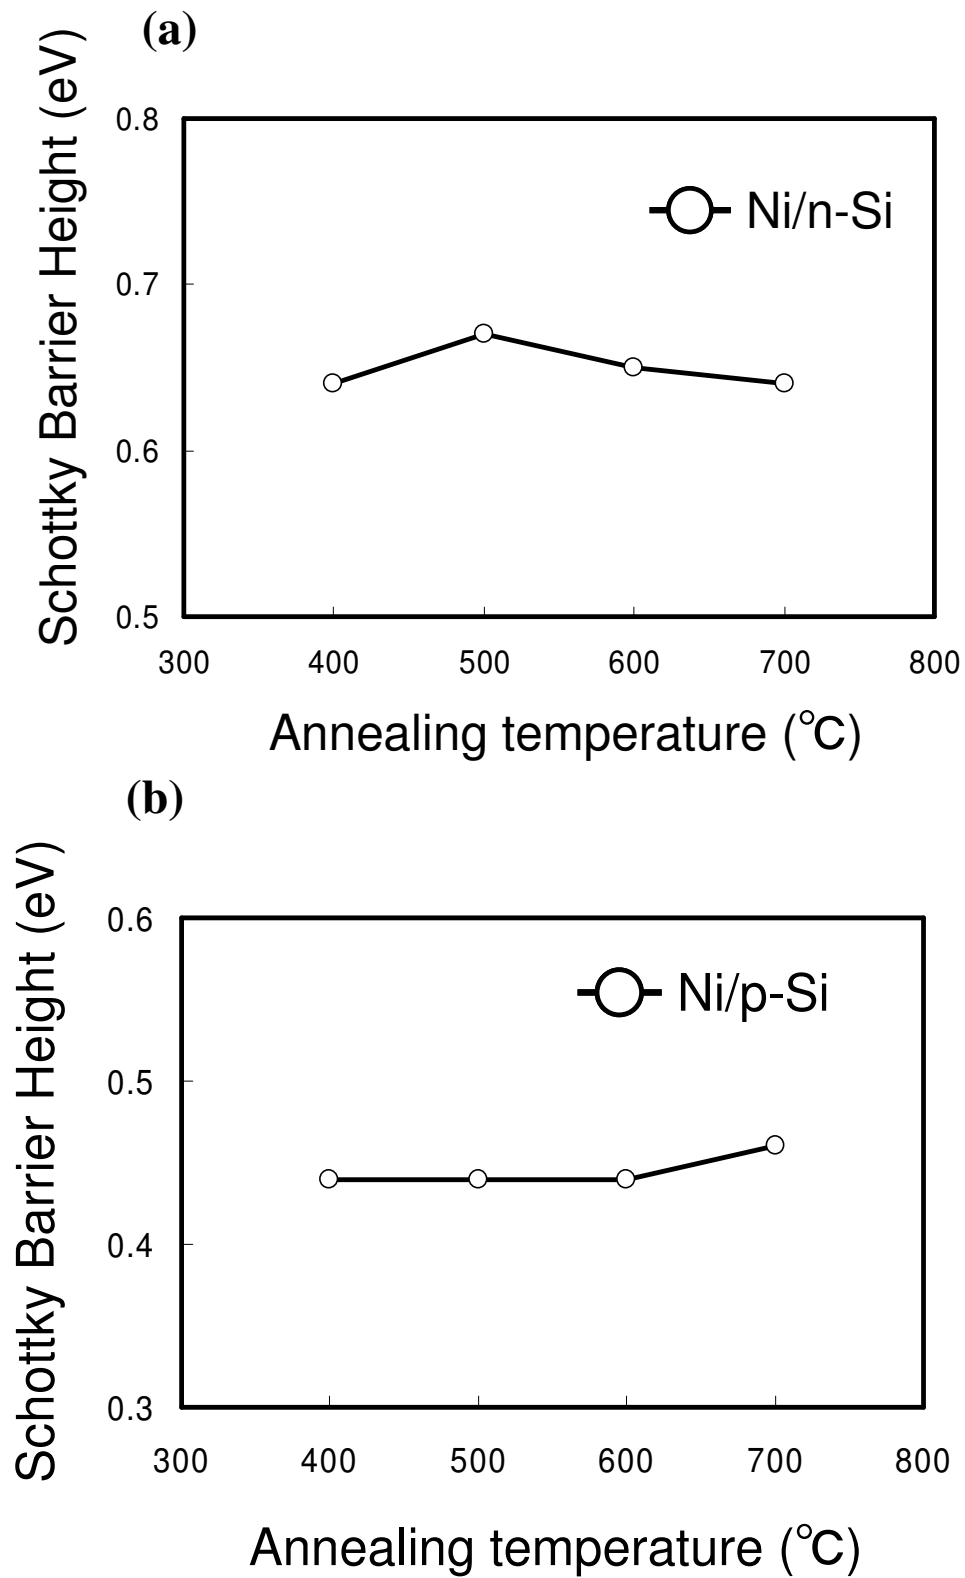 (a)
Schottky Barrier Height (eV)
0.8
0.7
0.6
0.5
Ni/n-Si
300 400 500 600 700 800
Annealing temperature (℃)
(b)
Schottky Barrier Height (eV)
0.6
0.5
0.4
0.3
Ni/p-Si
300 400 500 600 700 800
Annealing temperature (℃)